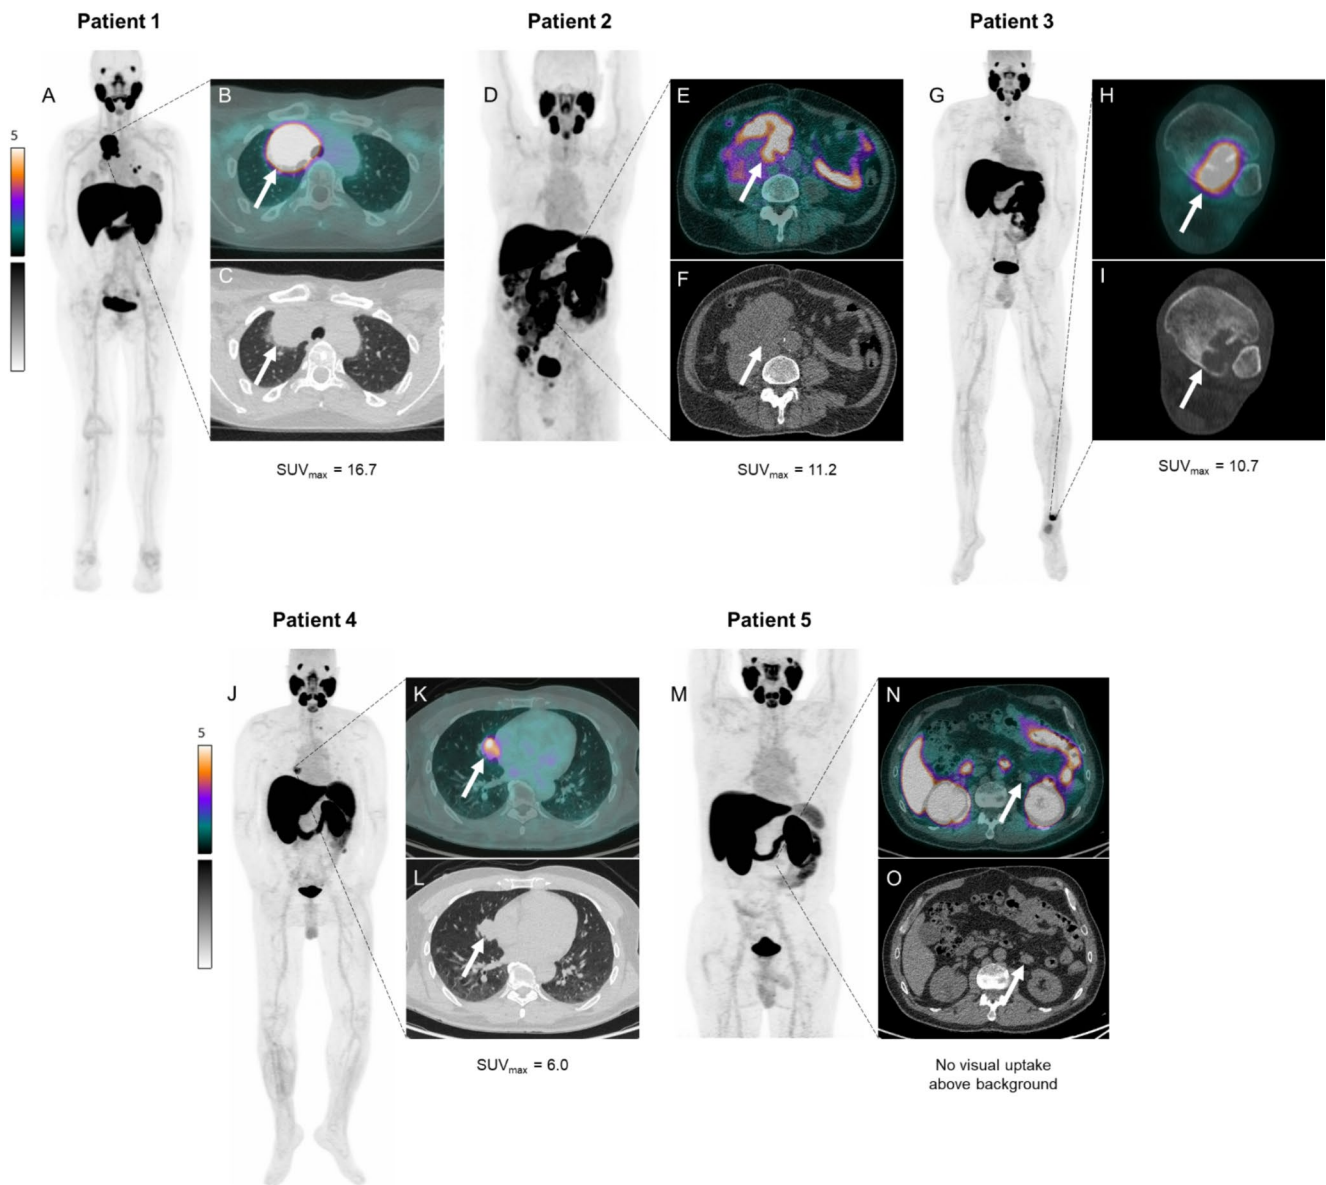 Patient 1
Patient 2
Patient 3
A
B
C
D
E
F
G
H
I
5
SUVmax = 16.7
SUVmax = 11.2
SUVmax = 10.7
Patient 4
Patient 5
J
K
L
M
N
O
5
SUVmax = 6.0
No visual uptake
above background